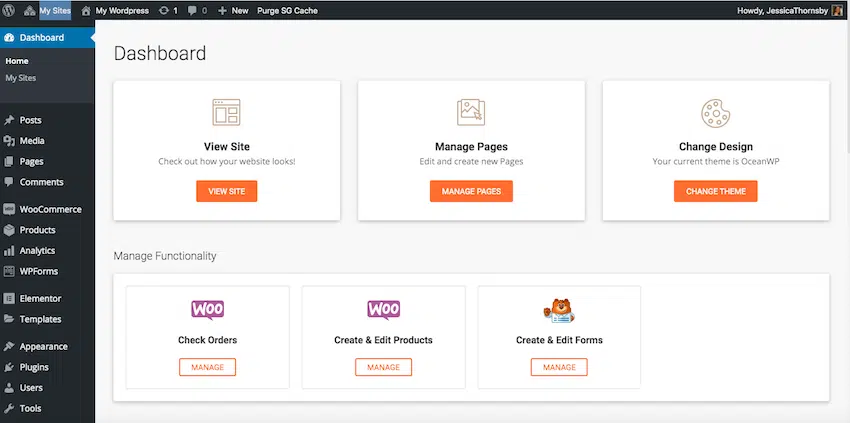 My Sites My Wordpress 1 0 New Purge SG Cache Howdy, JessicaThornsby
Dashboard
Home
My Sites
Posts
Media
Pages
Comments
WooCommerce
Products
Analytics
WPForms
Elementor
Templates
Appearance
Plugins
Users
Tools
Dashboard
View Site
Check out how your website looks!
VIEW SITE
Manage Pages
Edit and create new Pages
MANAGE PAGES
Change Design
Your current theme is OceanWP
CHANGE THEME
Manage Functionality
WOO
Check Orders
MANAGE
WOO
Create & Edit Products
MANAGE
Create & Edit Forms
MANAGE